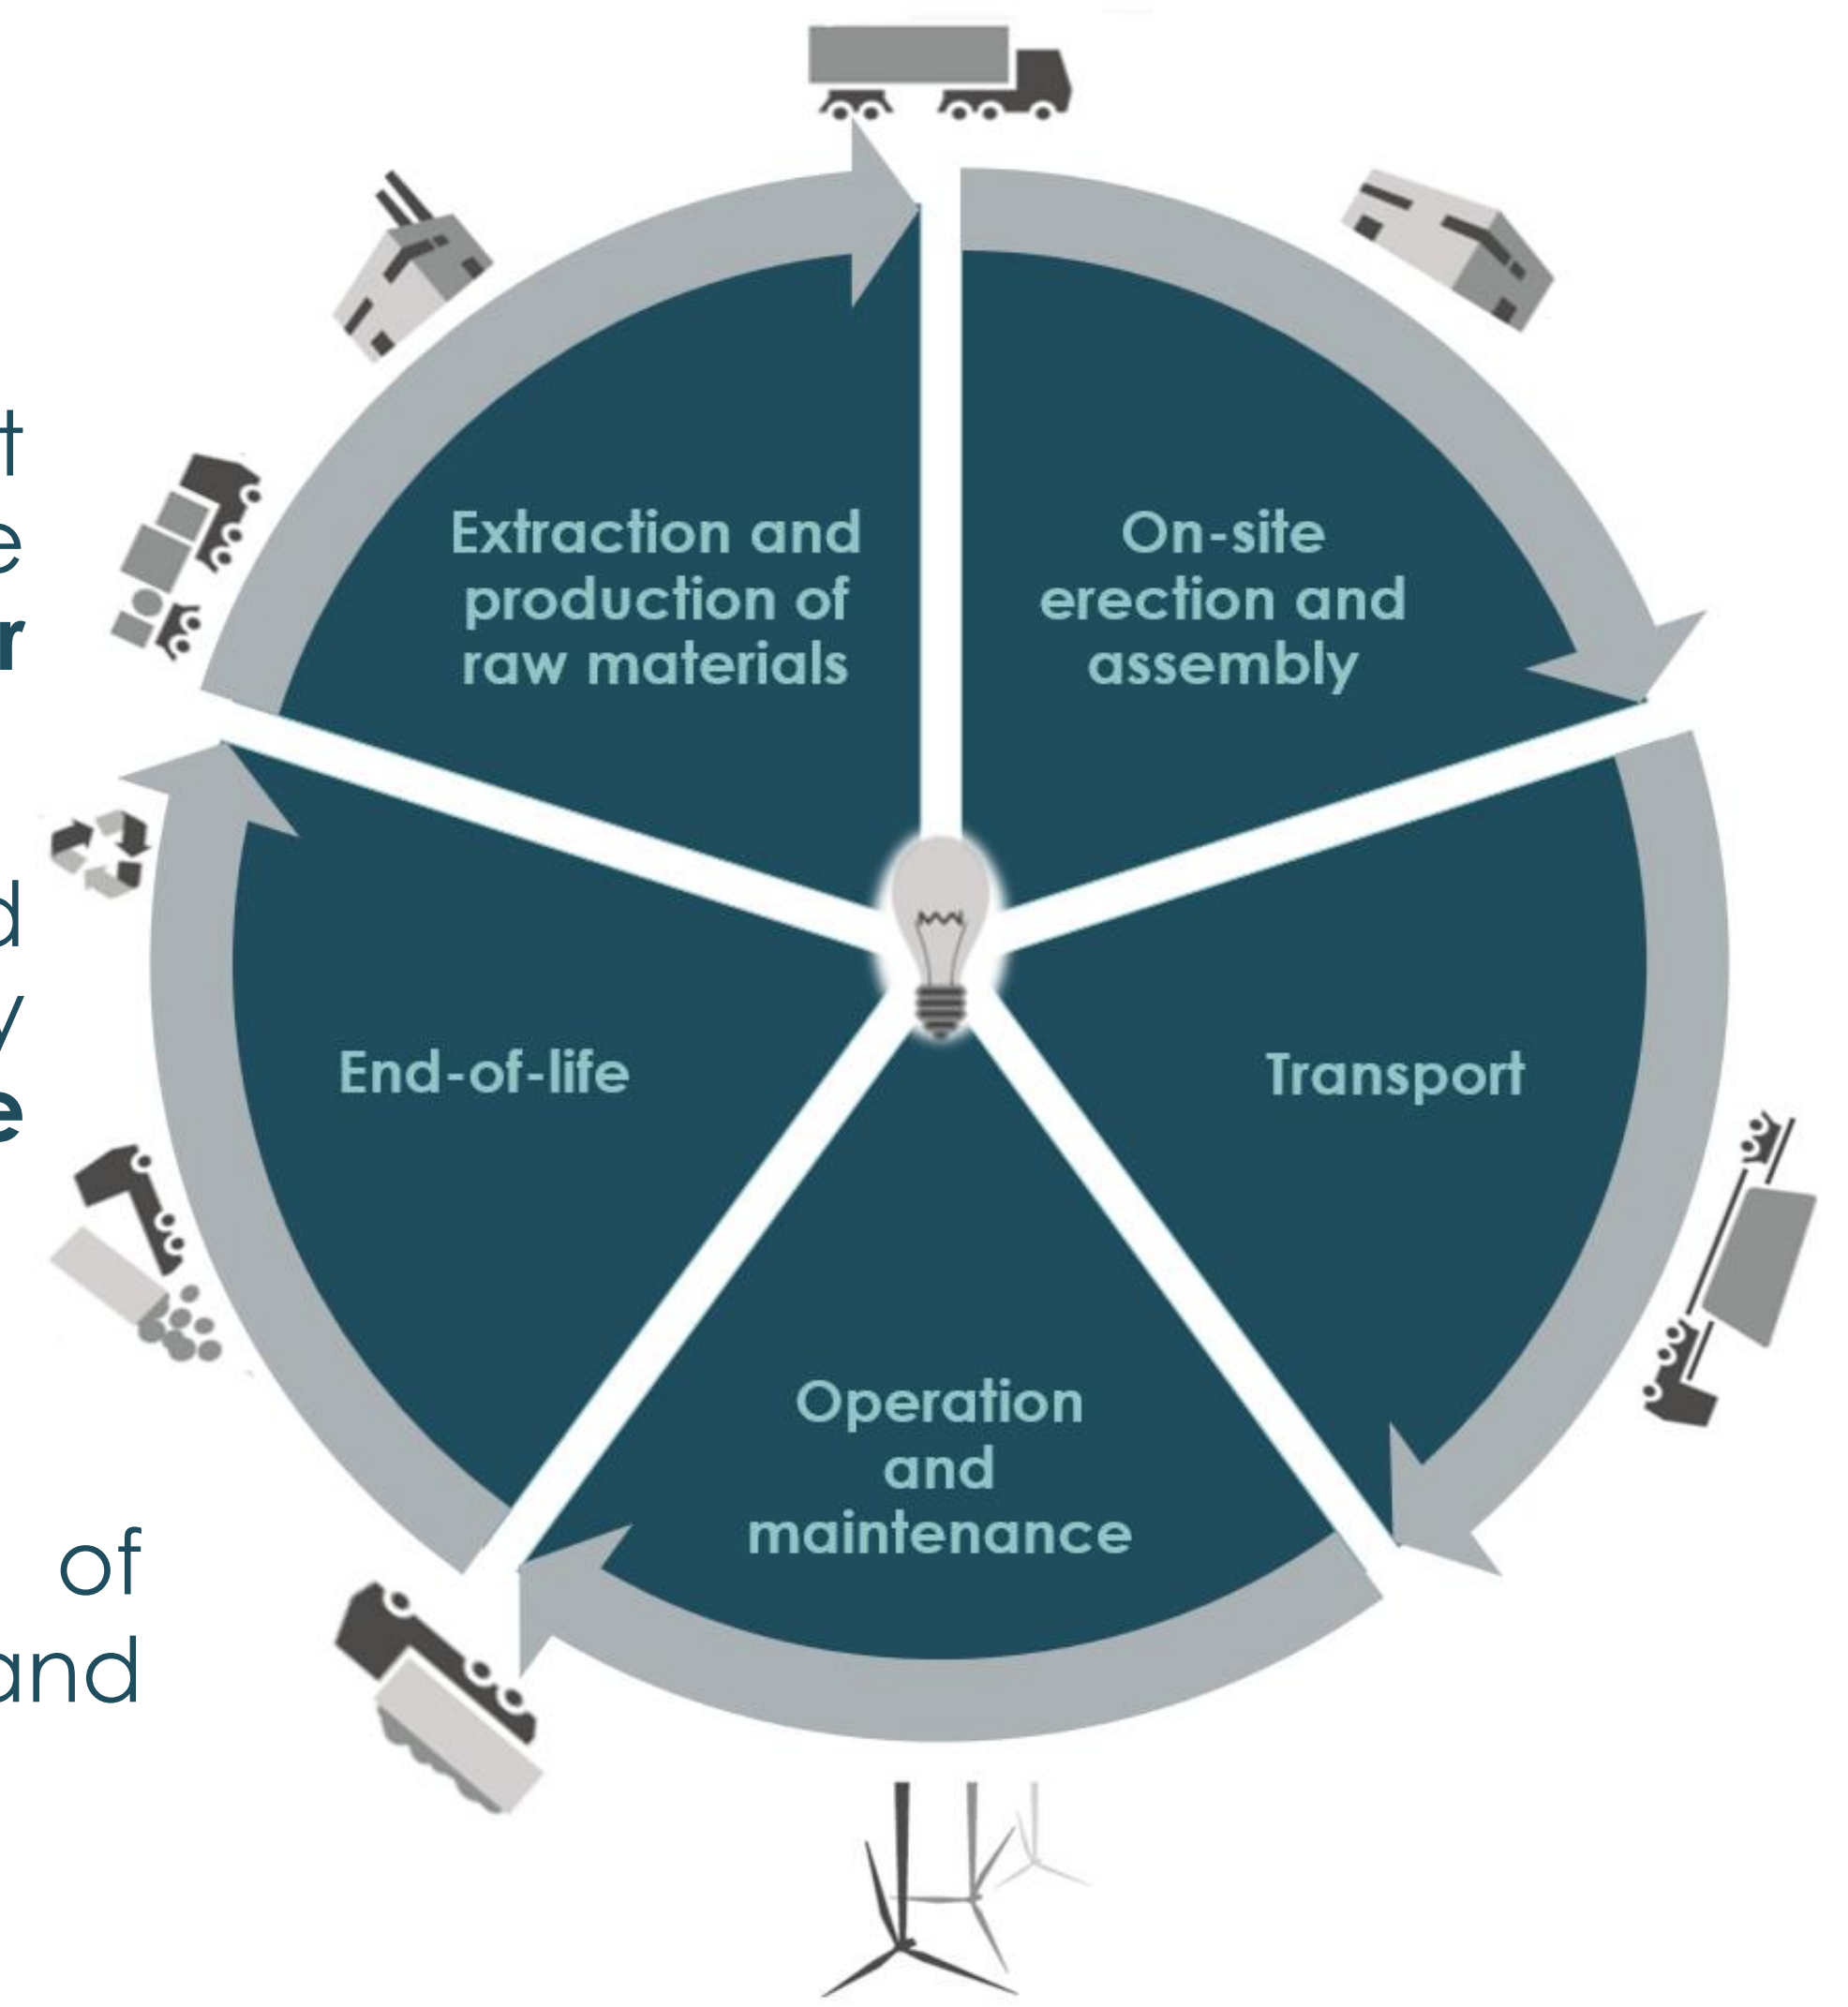 t
e
r
d
y
e
of
and
Extraction and
production of
raw materials
On-site
erection and
assembly
Transport
Operation
and
maintenance
End-of-life